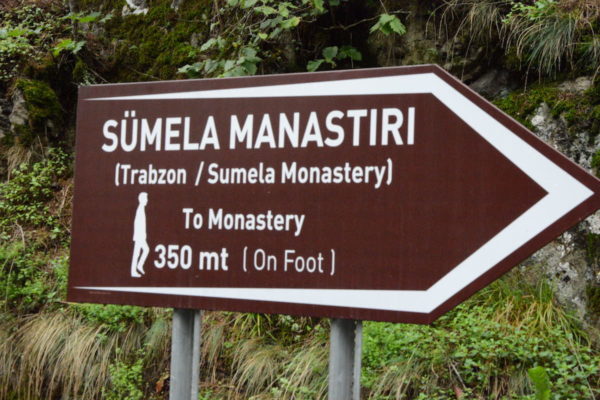 SÜMELA MANASTIRI
(Trabzon / Sumela Monastery)
To Monastery
350 mt ( On Foot )